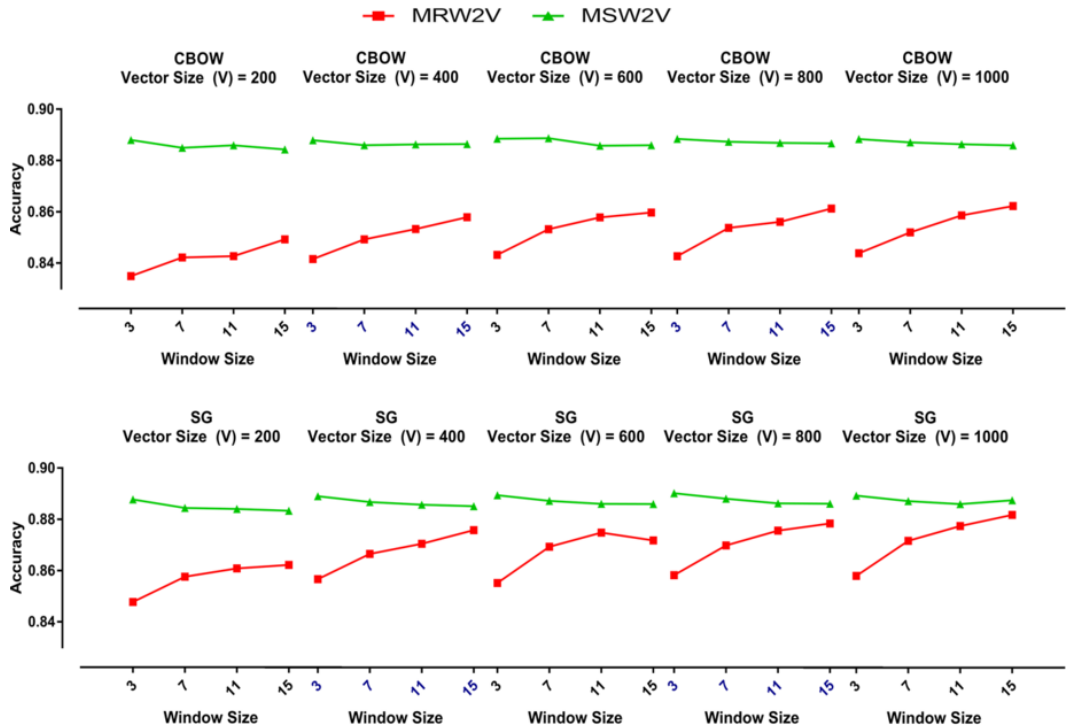 MRW2V MSW2V
CBOW CBOW CBOW CBOW CBOW
Vector Size (V) = 200 Vector Size (V) = 400 Vector Size (V) = 600 Vector Size (V) = 800 Vector Size (V) = 1000
0.90
0.88
0.86
0.84
Accuracy
3 7 11 15 3 7 11 15 3 7 11 15 3 7 11 15 3 7 11 15
Window Size Window Size Window Size Window Size Window Size
SG SG SG SG SG
Vector Size (V) = 200 Vector Size (V) = 400 Vector Size (V) = 600 Vector Size (V) = 800 Vector Size (V) = 1000
0.90
0.88
0.86
0.84
Accuracy
3 7 11 15 3 7 11 15 3 7 11 15 3 7 11 15 3 7 11 15
Window Size Window Size Window Size Window Size Window Size